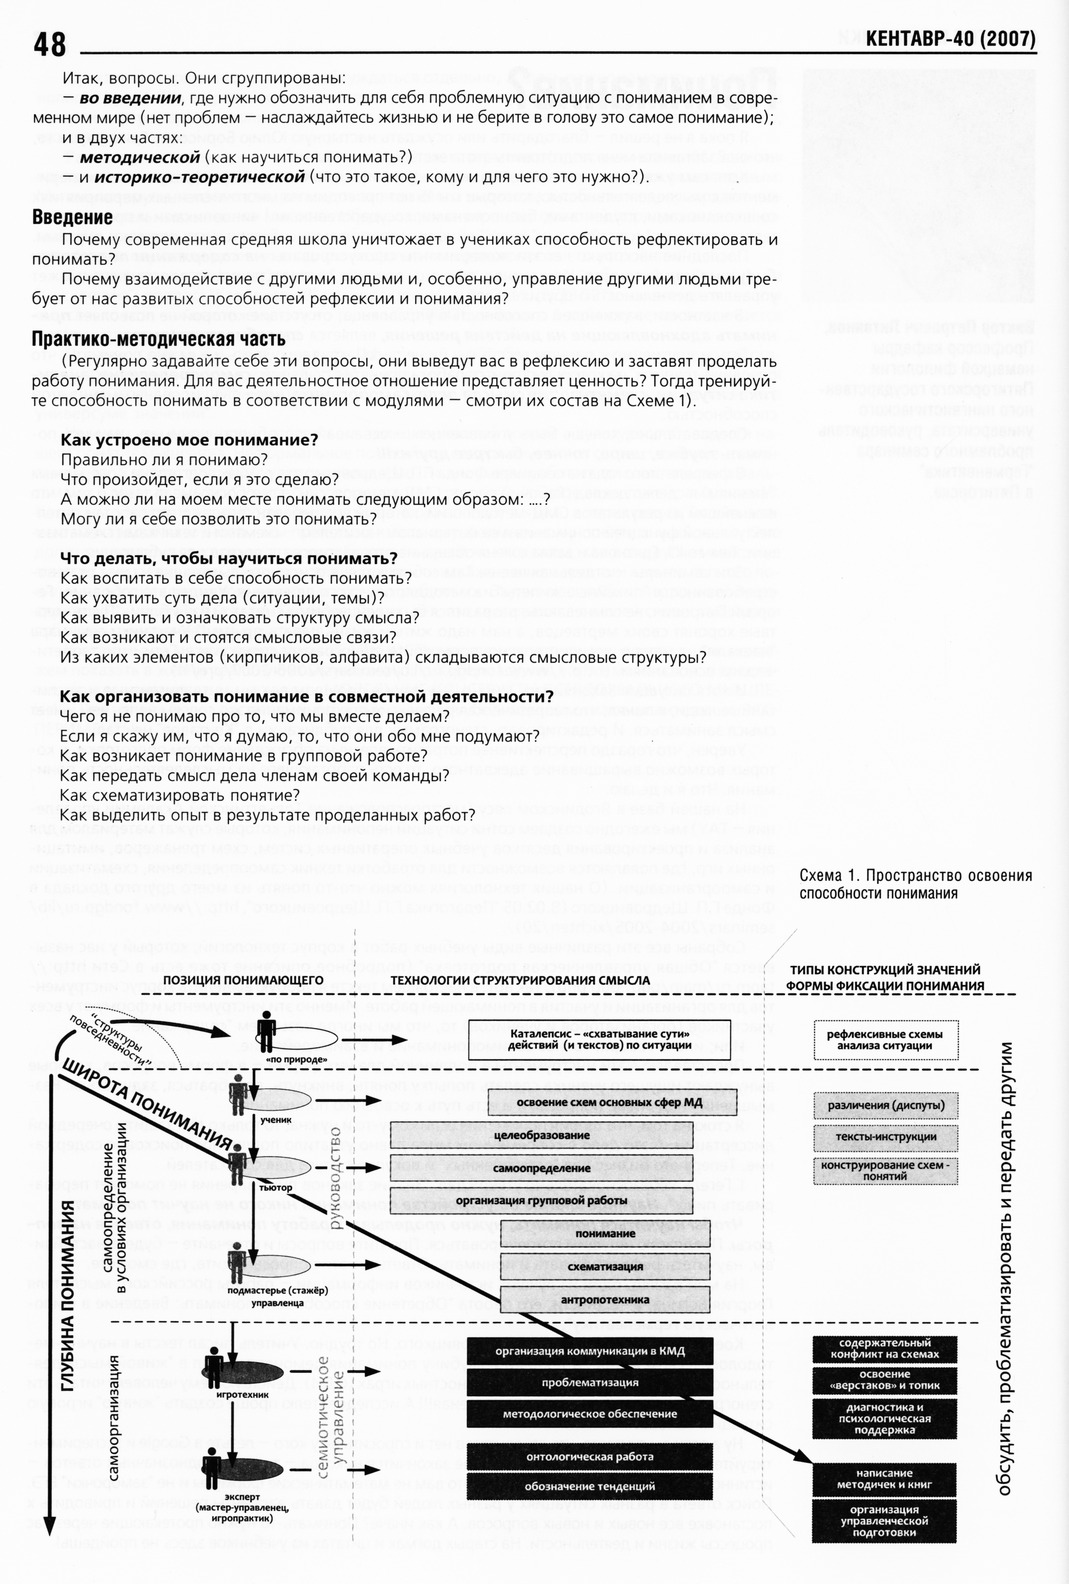 48
КЕНТАВР-40 (2007)
Итак, вопросы. Они сгруппированы:
— во введении, где нужно обозначить для себя проблемную ситуацию с пониманием в совре-
менном мире (нет проблем — наслаждайтесь жизнью и не берите в голову это самое понимание);
и в двух частях:
— методической (как научиться понимать?)
— и историко-теоретической (что это такое, кому и для чего это нужно?).
Введение
Почему современная средняя школа уничтожает в учениках способность рефлектировать и
понимать?
Почему взаимодействие с другими людьми и, особенно, управление другими людьми тре-
бует от нас развитых способностей рефлексии и понимания?
Практико-методическая часть
(Регулярно задавайте себе эти вопросы, они выведут вас в рефлексию и заставят проделать
работу понимания. Для вас деятельностное отношение представляет ценность? Тогда тренируй-
те способность понимать в соответствии с модулями — смотри их состав на Схеме 1).
Как устроено мое понимание?
Правильно ли я понимаю?
Что произойдет, если я это сделаю?
А можно ли на моем месте понимать следующим образом: ....?
Могу ли я себе позволить это понимать?
Что делать, чтобы научиться понимать?
Как воспитать в себе способность понимать?
Как ухватить суть дела (ситуации, темы)?
Как выявить и означковать структуру смысла?
Как возникают и стоятся смысловые связи?
Из каких элементов (кирпичиков, алфавита) складываются смысловые структуры?
Как организовать понимание в совместной деятельности?
Чего я не понимаю про то, что мы вместе делаем?
Если я скажу им, что я думаю, то, что они обо мне подумают?
Как возникает понимание в групповой работе?
Как передать смысл дела членам своей команды?
Как схематизировать понятие?
Как выделить опыт в результате проделанных работ?
Схема 1. Пространство освоения
способности понимания
ПОЗИЦИЯ ПОНИМАЮЩЕГО
ТЕХНОЛОГИИ СТРУКТУРИРОВАНИЯ СМЫСЛА
ТИПЫ КОНСТРУКЦИЙ ЗНАЧЕНИЙ
ФОРМЫ ФИКСАЦИИ ПОНИМАНИЯ
"структуры
повседневности"
«по природе»
Каталепсис – «схватывание сути»
действий (и текстов) по ситуации
рефлексивные схемы
анализа ситуации
ШИРОТА ПОНИМАНИЯ
ГЛУБИНА ПОНИМАНИЯ
самоопределение
в условиях организации
самоорганизация
ученик
тьютор
подмастерье (стажёр)
управленца
руководство
освоение схем основных сфер МД
целеобразование
самоопределение
организация групповой работы
понимание
схематизация
антропотехника
различения (диспуты)
тексты-инструкции
конструирование схем -
понятий
игротехник
эксперт
(мастер-управленец,
игропрактик)
семиотическое
управление
организация коммуникации в КМД
проблематизация
методологическое обеспечение
онтологическая работа
обозначение тенденций
содержательный
конфликт на схемах
освоение
«верстаков» и топик
диагностика и
психологическая
поддержка
написание
методичек и книг
организация
управленческой
подготовки
обсудить, проблематизировать и передать другим